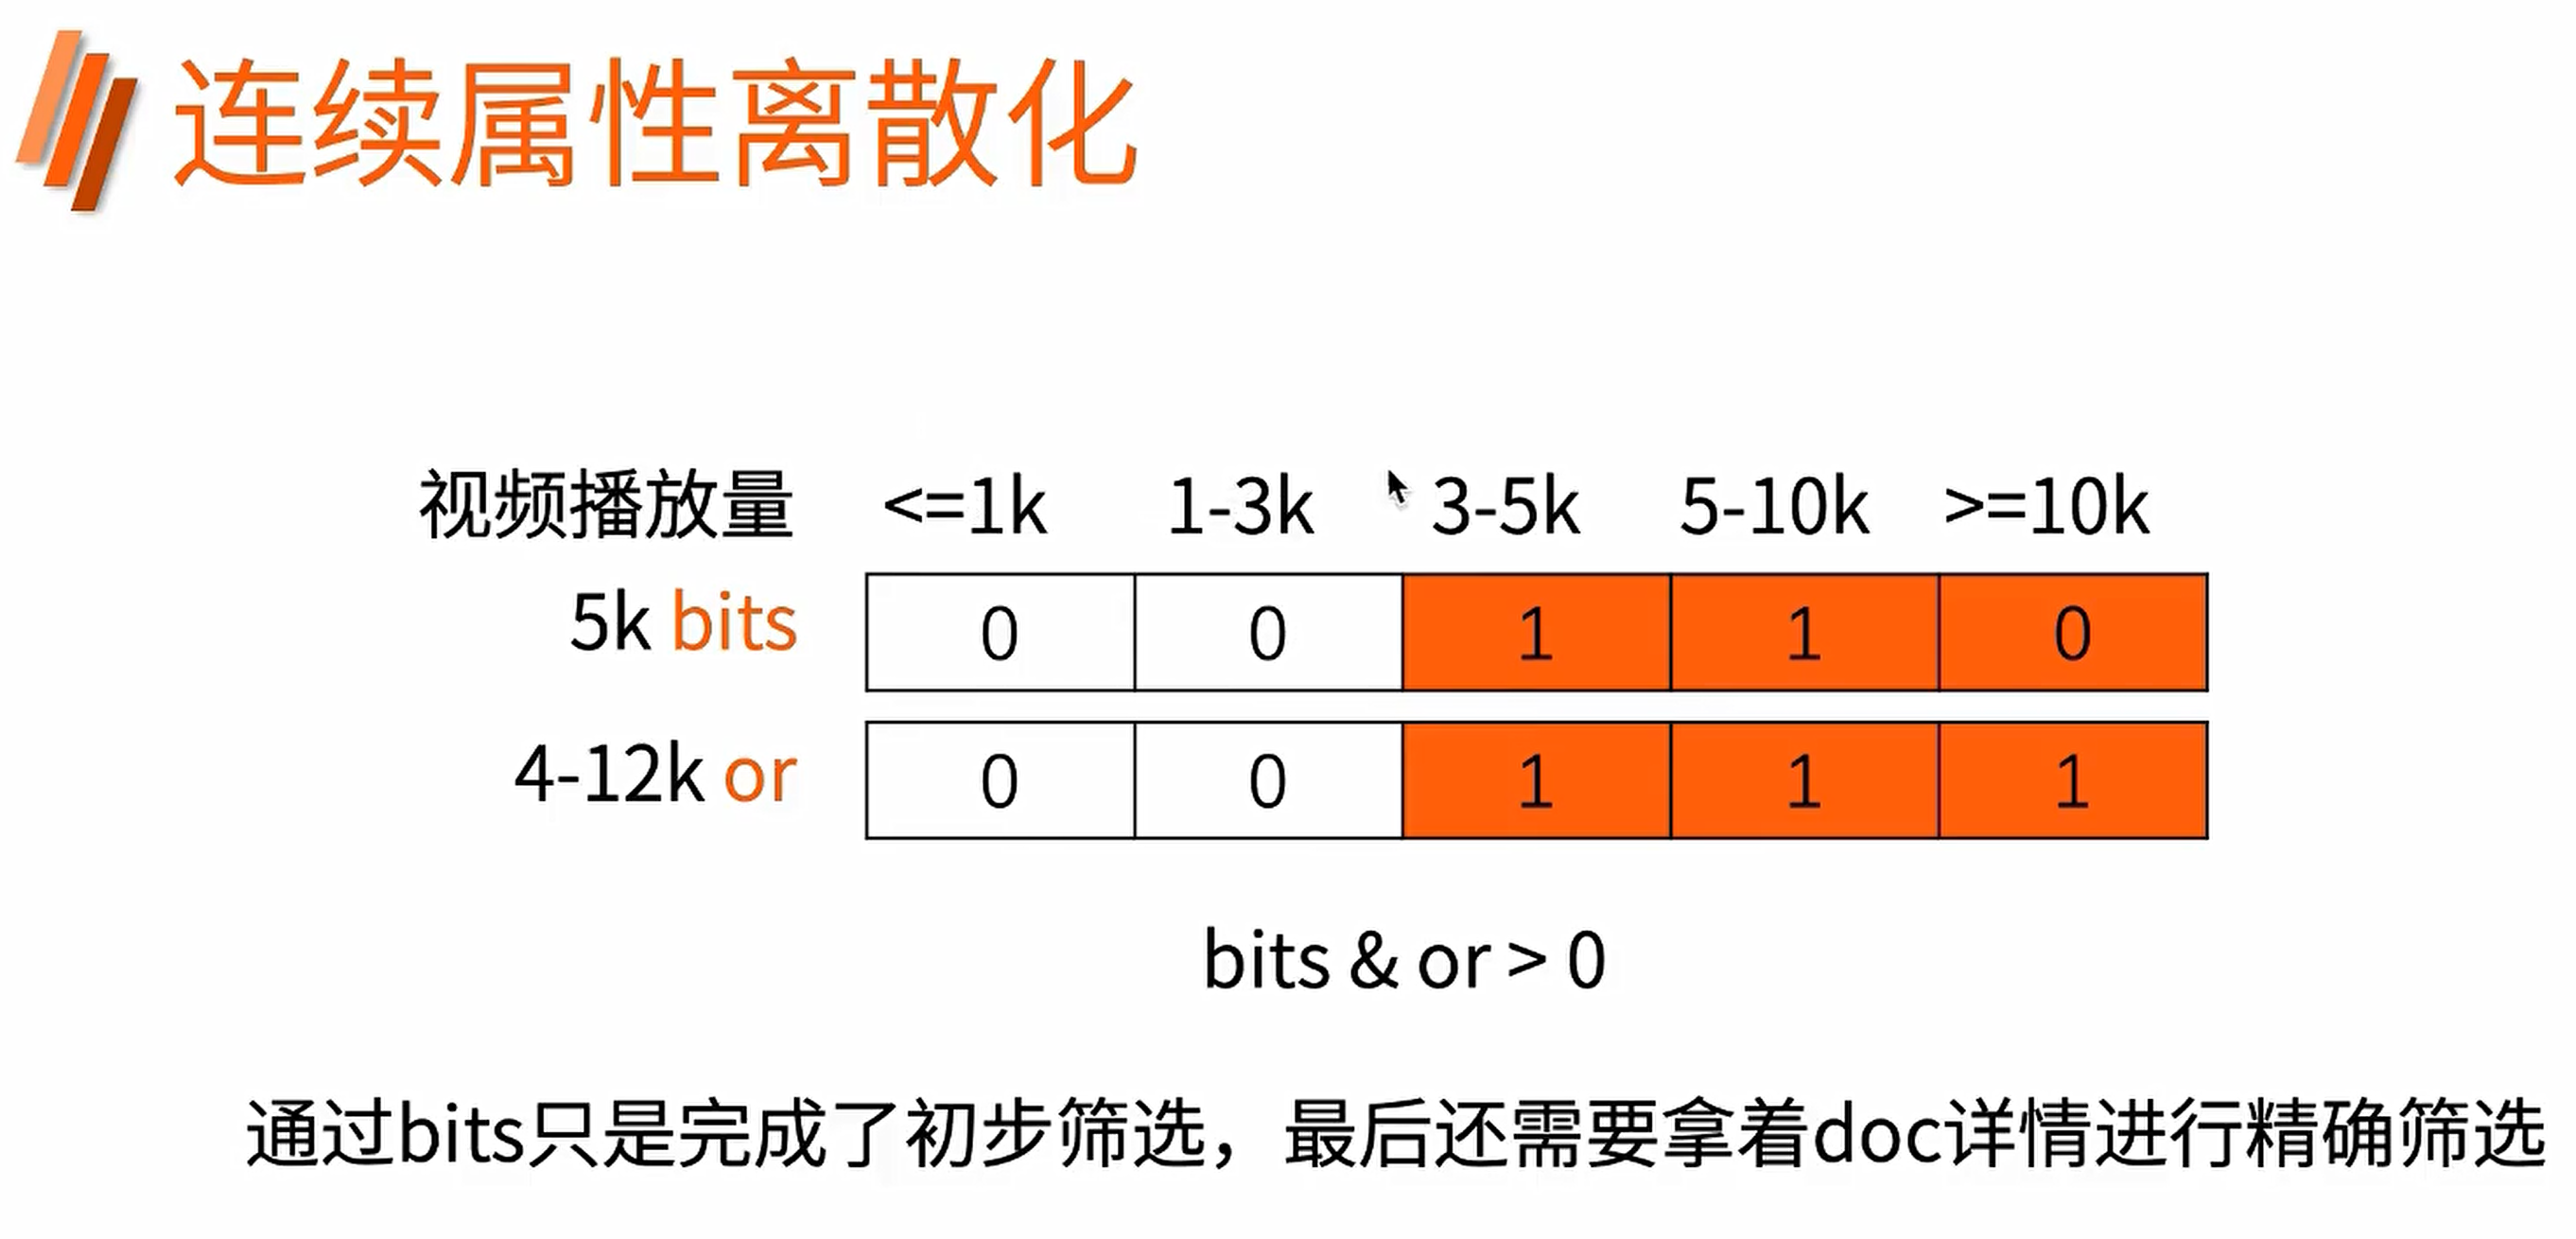 连续属性离散化
视频播放量 <=1k 1-3k 3-5k 5-10k >=10k
5k bits 0 0 1 1 0
4-12k or 0 0 1 1 1
bits & or > 0
通过bits只是完成了初步筛选，最后还需要拿着doc详情进行精确筛选